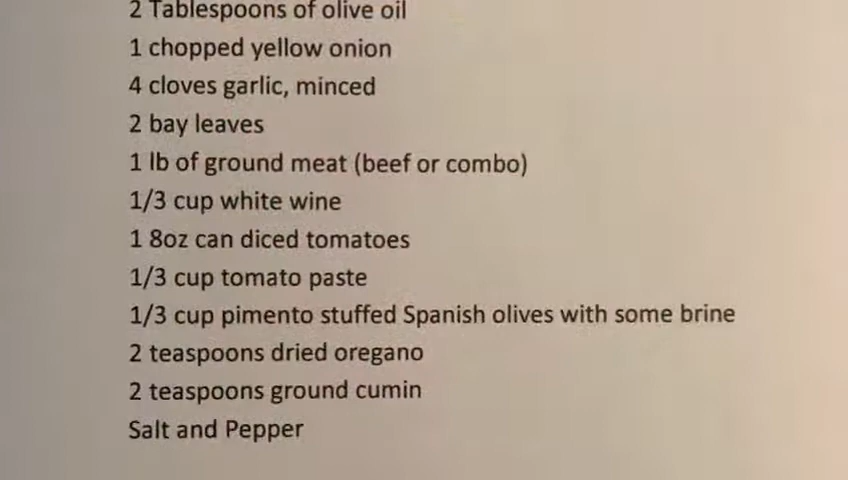 2 Tablespoons of olive oil
1 chopped yellow onion
4 cloves garlic, minced
2 bay leaves
1 lb of ground meat (beef or combo)
1/3 cup white wine
1 8oz can diced tomatoes
1/3 cup tomato paste
1/3 cup pimento stuffed Spanish olives with some brine
2 teaspoons dried oregano
2 teaspoons ground cumin
Salt and Pepper